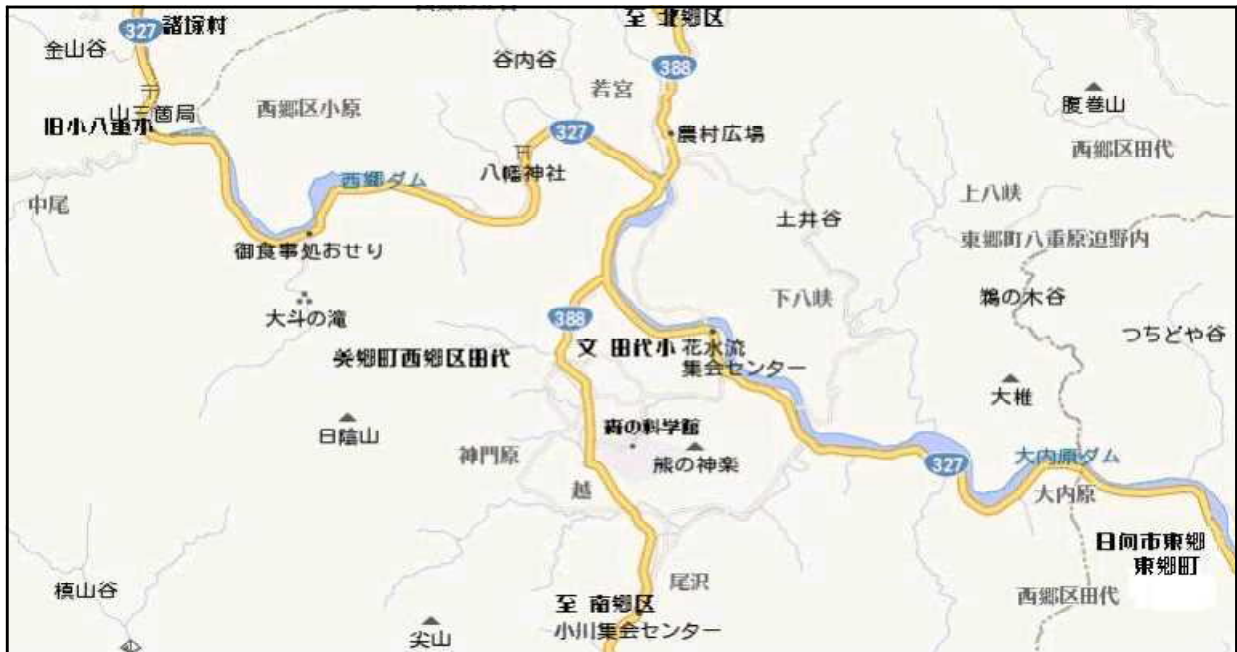 至 北郷区
327
諸塚村
金山谷
谷内谷
388
若宮
腹巻山
山三箇局
旧小八重小
西郷区小原
327
農村広場
西郷区田代
八幡神社
西郷ダム
上八峡
中尾
土井谷
東郷町八重原迫野内
御食事処おせり
大斗の滝
下八峡
鵜の木谷
388
つちどや谷
美郷町西郷区田代
文 田代小
花水流
集会センター
大椎
日陰山
森の科学館
神門原
熊の神楽
327
大内原ダム
越
大内原
日向市東郷
東郷町
槙山谷
尾沢
至 南郷区
西郷区田代
尖山
小川集会センター